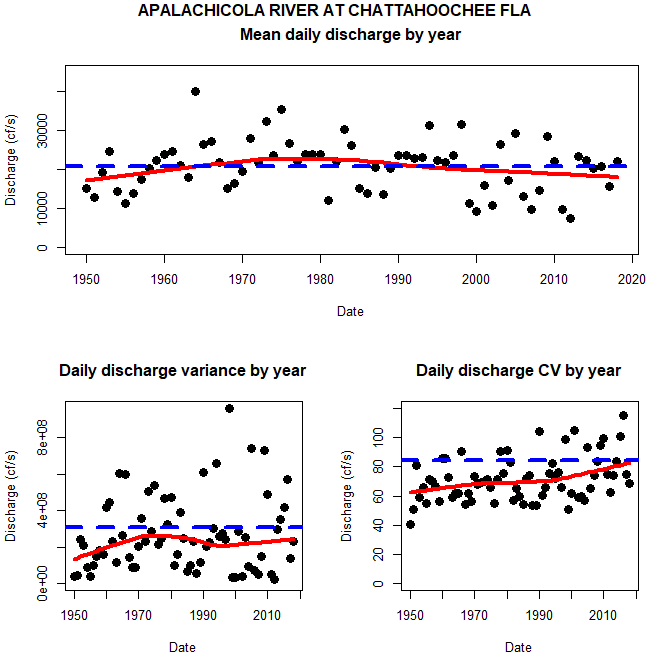 APALACHICOLA RIVER AT CHATTAHOOCHEE FLA
Mean daily discharge by year
Discharge (cf/s)
30000
10000
0
1950 1960 1970 1980 1990 2000 2010 2020
Date
Daily discharge variance by year
Discharge (cf/s)
8e+08
4e+08
0e+00
1950 1970 1990 2010
Date
Daily discharge CV by year
Discharge (cf/s)
100
80
60
40
20
0
1950 1970 1990 2010
Date